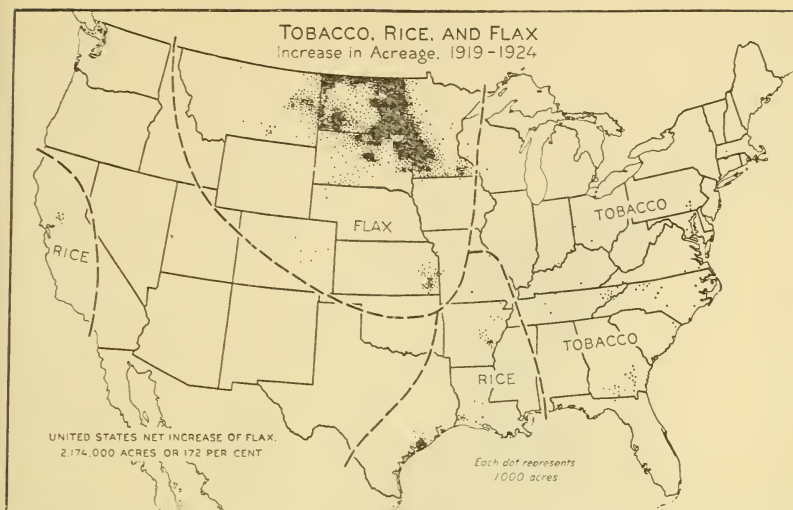 TOBACCO, RICE, AND FLAX
Increase in Acreage, 1919-1924
TOBACCO
FLAX
RICE
TOBACCO
RICE
UNITED STATES NET INCREASE OF FLAX,
2,174,000 ACRES OR 172 PER CENT
Each dot represents
1000 acres